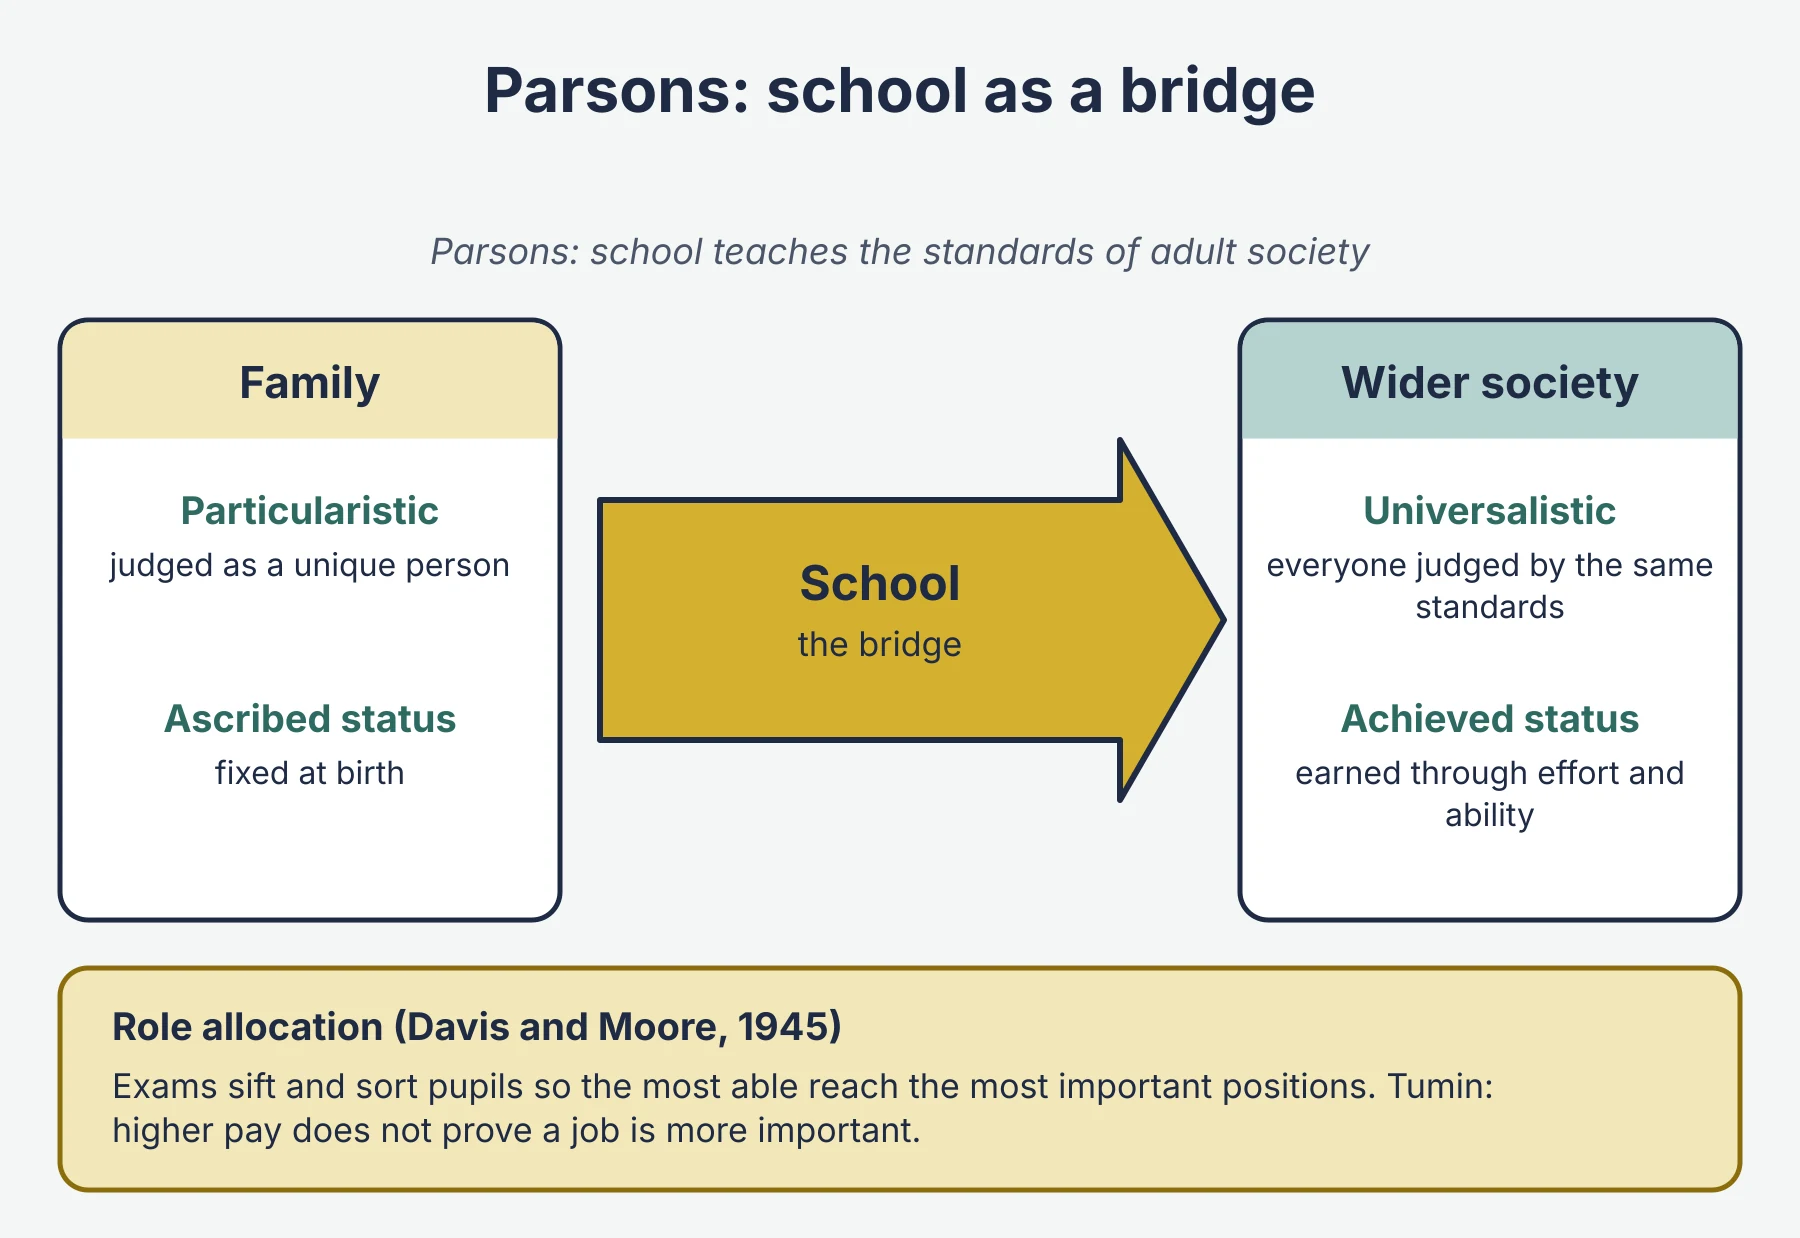 Parsons: school as a bridge
Parsons: school teaches the standards of adult society
Family
Particularistic
judged as a unique person
Ascribed status
fixed at birth
School
the bridge
Wider society
Universalistic
everyone judged by the same
standards
Achieved status
earned through effort and
ability
Role allocation (Davis and Moore, 1945)
Exams sift and sort pupils so the most able reach the most important positions. Tumin:
higher pay does not prove a job is more important.